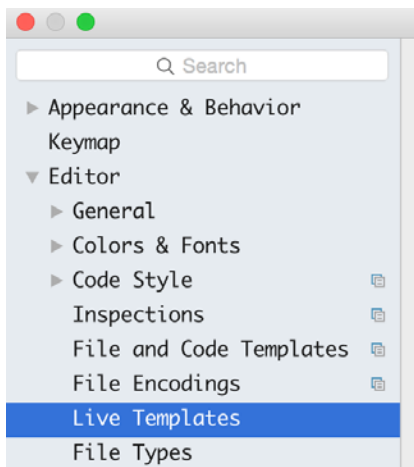 Search
Appearance & Behavior
Keymap
Editor
General
Colors & Fonts
Code Style
Inspections
File and Code Templates
File Encodings
Live Templates
File Types